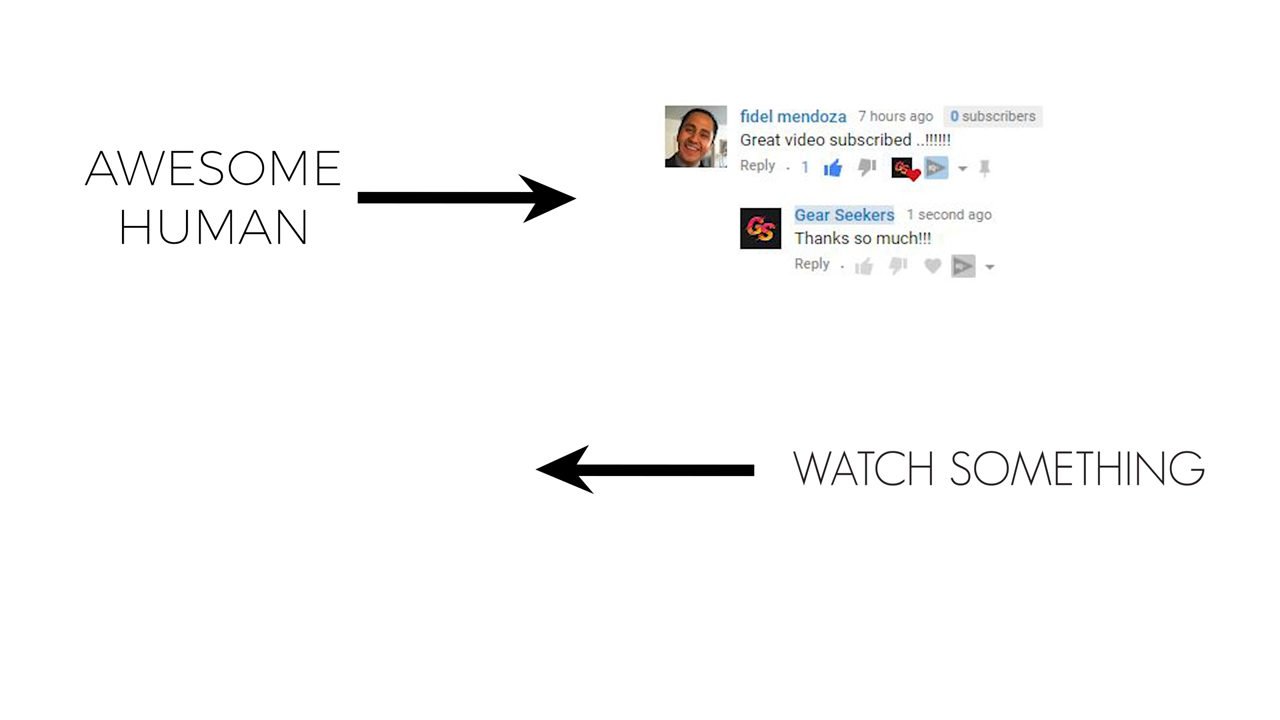 AWESOME
HUMAN
fidel mendoza 7 hours ago 0 subscribers
Great video subscribed ..!!!!!!
Reply · 1
GS
Gear Seekers 1 second ago
Thanks so much!!!
Reply ·
WATCH SOMETHING